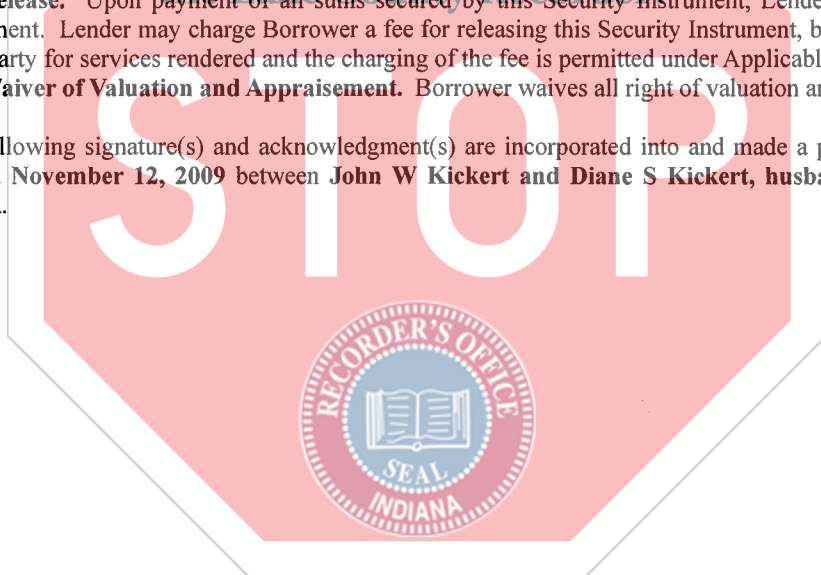 elease. Upon payment of all sums secured by this Security Instrument, Lende
nent. Lender may charge Borrower a fee for releasing this Security Instrument, b
arty for services rendered and the charging of the fee is permitted under Applicabl
aiver of Valuation and Appraisement. Borrower waives all right of valuation a
llowing signature(s) and acknowledgment(s) are incorporated into and made a p
November 12, 2009 between John W Kickert and Diane S Kickert, husba
STOP
RECORDER'S OFFICE
SEAL
INDIANA